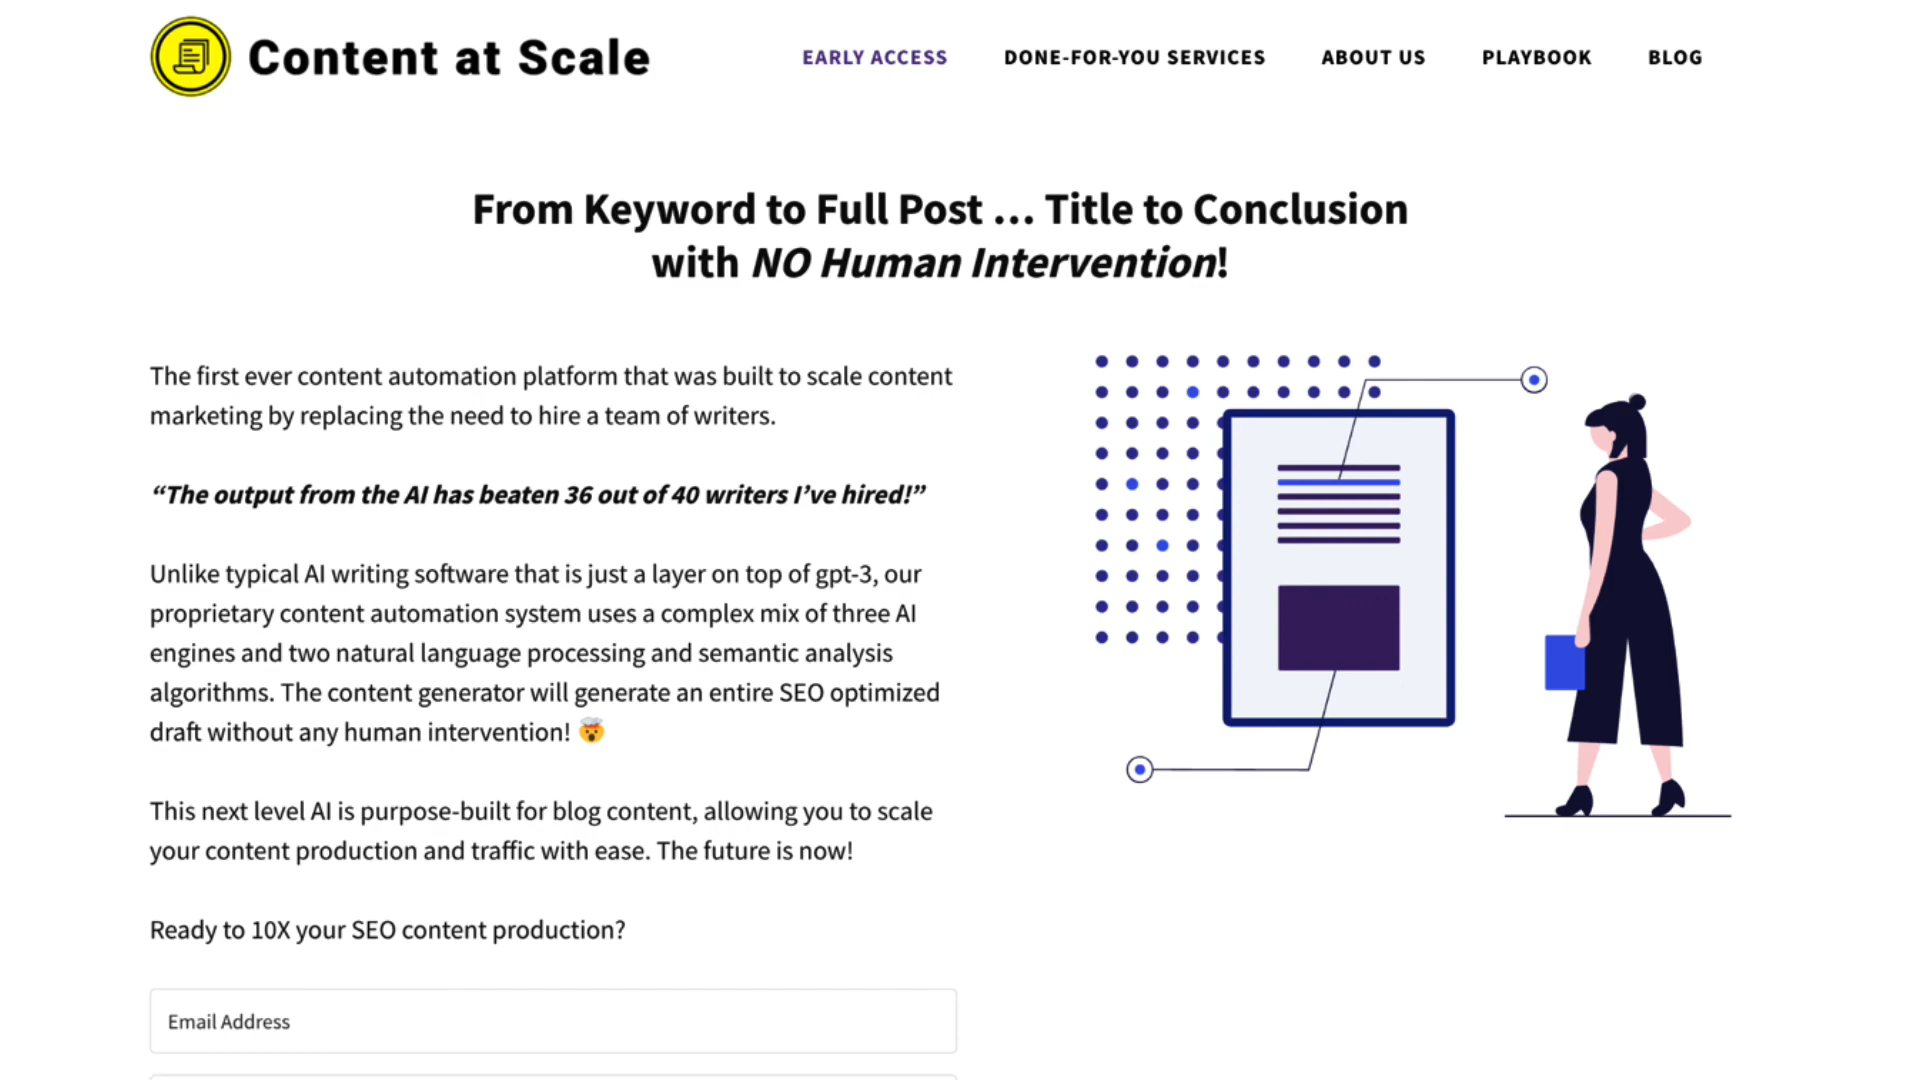 Content at Scale
EARLY ACCESS
DONE-FOR-YOU SERVICES
ABOUT US
PLAYBOOK
BLOG
From Keyword to Full Post ... Title to Conclusion
with NO Human Intervention!
The first ever content automation platform that was built to scale content
marketing by replacing the need to hire a team of writers.
“The output from the AI has beaten 36 out of 40 writers I’ve hired!”
Unlike typical AI writing software that is just a layer on top of gpt-3, our
proprietary content automation system uses a complex mix of three AI
engines and two natural language processing and semantic analysis
algorithms. The content generator will generate an entire SEO optimized
draft without any human intervention! 🤯
This next level AI is purpose-built for blog content, allowing you to scale
your content production and traffic with ease. The future is now!
Ready to 10X your SEO content production?
Email Address